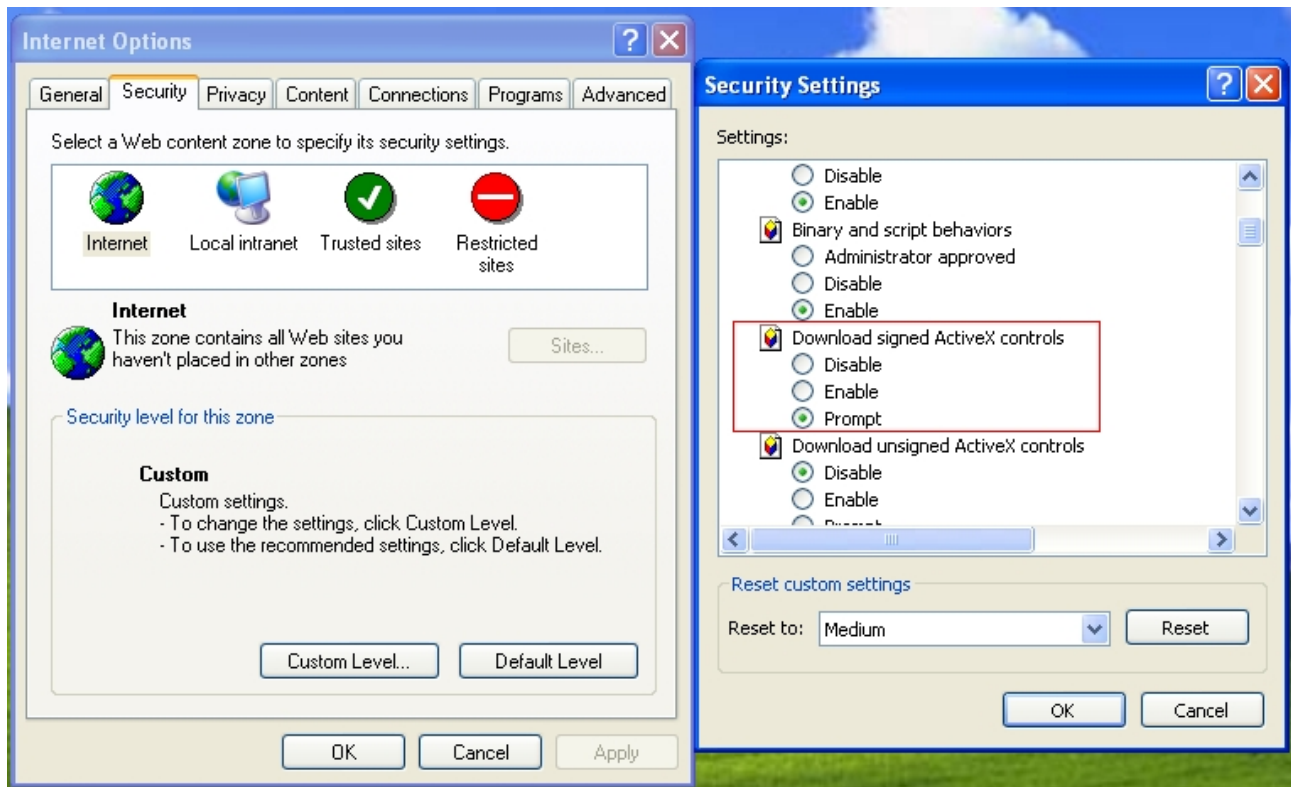 Internet Options
General Security Privacy Content Connections Programs Advanced
Select a Web content zone to specify its security settings.
Internet Local intranet Trusted sites Restricted
sites
Internet
This zone contains all Web sites you
haven't placed in other zones
Sites...
Security level for this zone
Custom
Custom settings.
- To change the settings, click Custom Level.
- To use the recommended settings, click Default Level.
Custom Level... Default Level
OK Cancel Apply
Security Settings
Settings:
Disable
Enable
Binary and script behaviors
Administrator approved
Disable
Enable
Download signed ActiveX controls
Disable
Enable
Prompt
Download unsigned ActiveX controls
Disable
Enable
Reset custom settings
Reset to: Medium Reset
OK Cancel